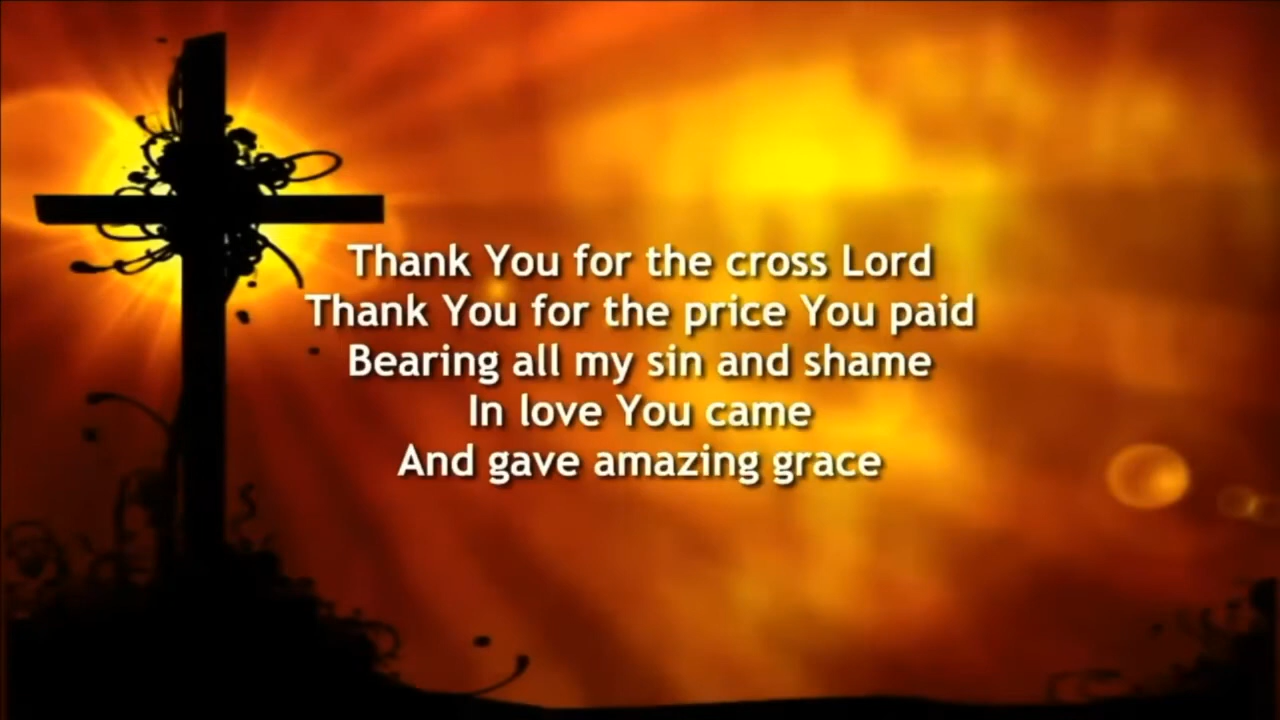 Thank You for the cross Lord
Thank You for the price You paid
Bearing all my sin and shame
In love You came
And gave amazing grace